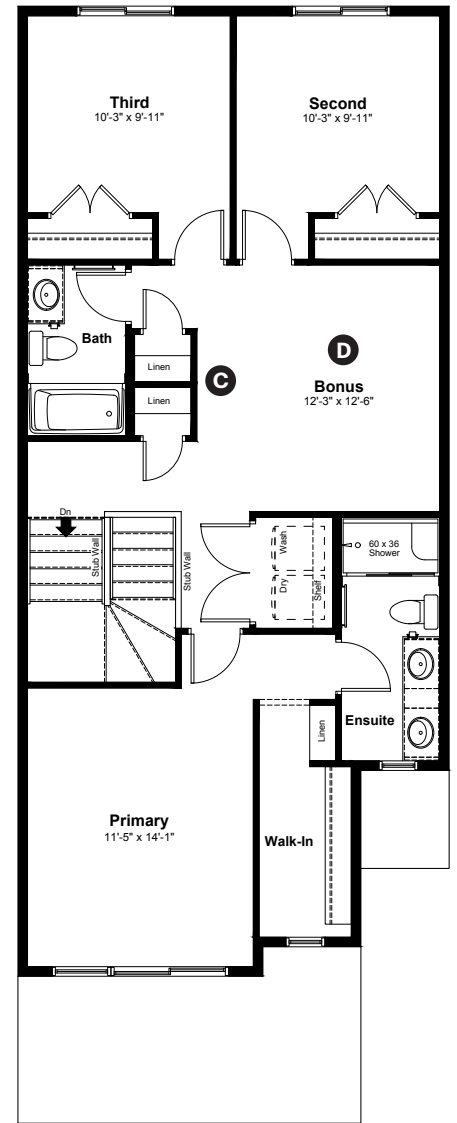 Third
10'-3" x 9'-11"
Second
10'-3" x 9'-11"
Bath
Linen
Linen
C
D
Bonus
12'-3" x 12'-6"
Dn
Stub Wall
Stub Wall
Wash
Dry
Shelf
60 x 36
Shower
Ensuite
Linen
Primary
11'-5" x 14'-1"
Walk-In